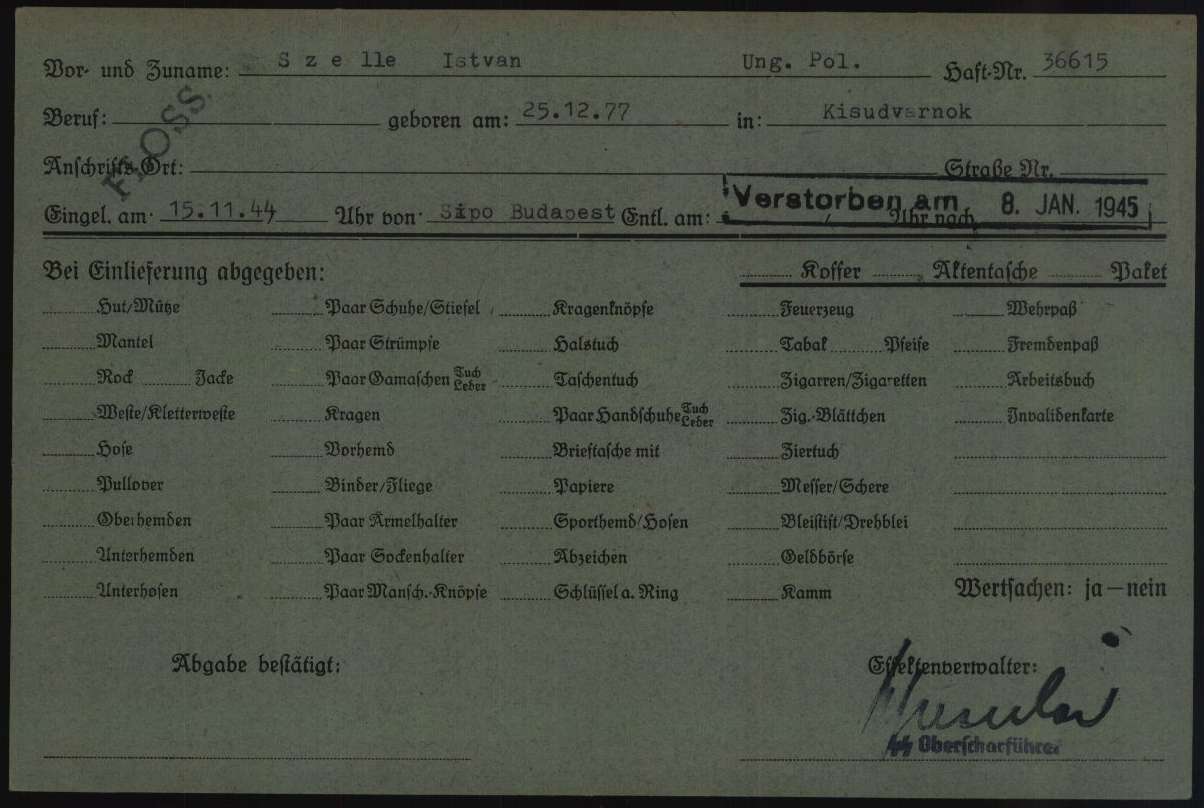 Vor- und Zuname: Szelle Istvan Ung. Pol. Haft-Nr. 36615
FLOSS.
Beruf: geboren am: 25.12.77 in: Kisudvarnok
Anschrifts-Ort: Straße Nr.
Eingel. am 15.11.44 Uhr von Sipo Budapest Entl. am: Uhr nach
Verstorben am 8. JAN. 1945
Bei Einlieferung abgegeben: Koffer Aktentasche Paket
Hut/Mütze Paar Schuhe/Stiefel Kragenknöpfe Feuerzeug Wehrpaß
Mantel Paar Strümpfe Halstuch Tabak Pfeife Fremdenpaß
Rock Jacke Paar Gamaschen Tuch Leder Taschentuch Zigarren/Zigaretten Arbeitsbuch
Weste/Kletterweste Kragen Paar Handschuhe Tuch Leder Zig.-Blättchen Invalidenkarte
Hose Vorhemd Brieftasche mit Ziertuch
Pullover Binder/Fliege Papiere Messer/Schere
Oberhemden Paar Ärmelhalter Sporthemd/Hosen Bleistift/Drehblei
Unterhemden Paar Sockenhalter Abzeichen Geldbörse
Unterhosen Paar Mansch.-Knöpfe Schlüssel a. Ring Kamm Wertsachen: ja — nein
Abgabe bestätigt: Effektenverwalter:
SS Oberscharführer